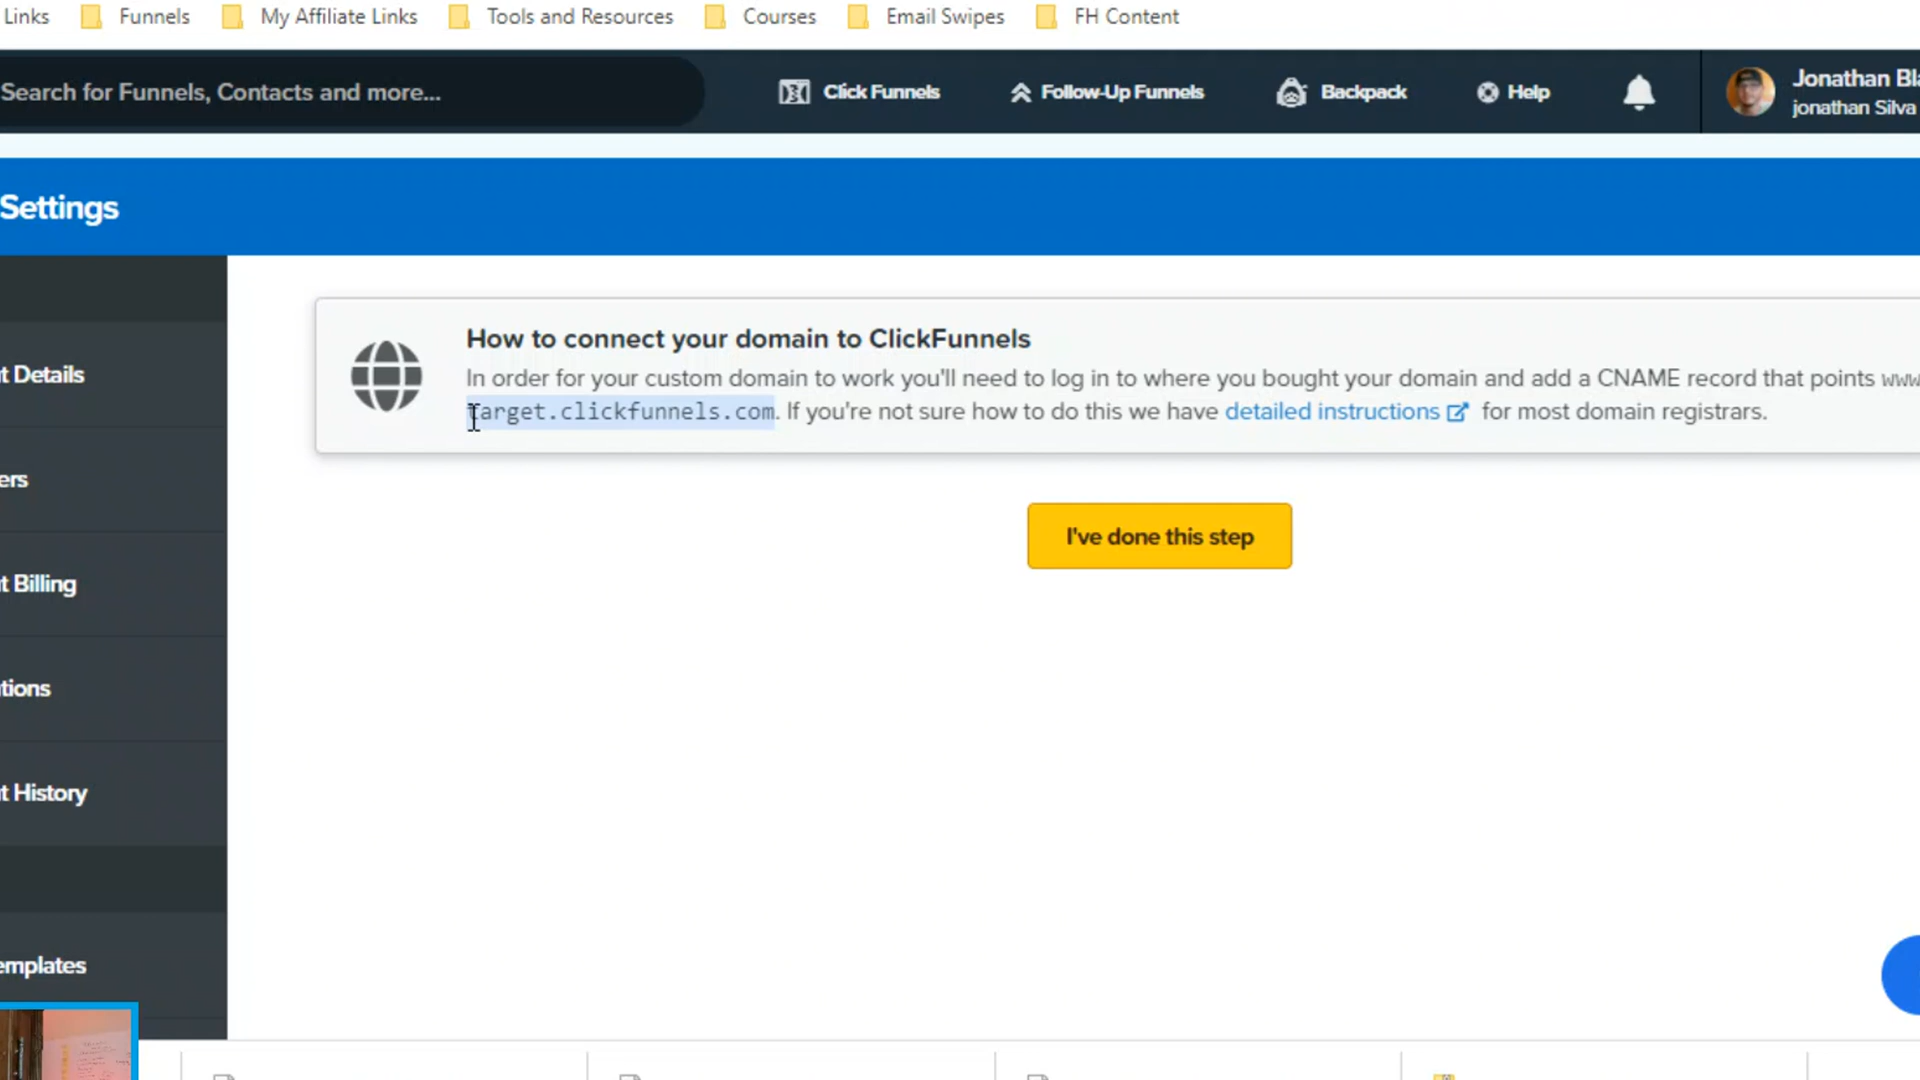 Links Funnels My Affiliate Links Tools and Resources Courses Email Swipes FH Content
Search for Funnels, Contacts and more...
Click Funnels Follow-Up Funnels Backpack Help
Jonathan Bla
jonathan Silva
Settings
t Details
ers
t Billing
tions
t History
emplates
How to connect your domain to ClickFunnels
In order for your custom domain to work you'll need to log in to where you bought your domain and add a CNAME record that points www
target.clickfunnels.com. If you're not sure how to do this we have detailed instructions for most domain registrars.
I've done this step